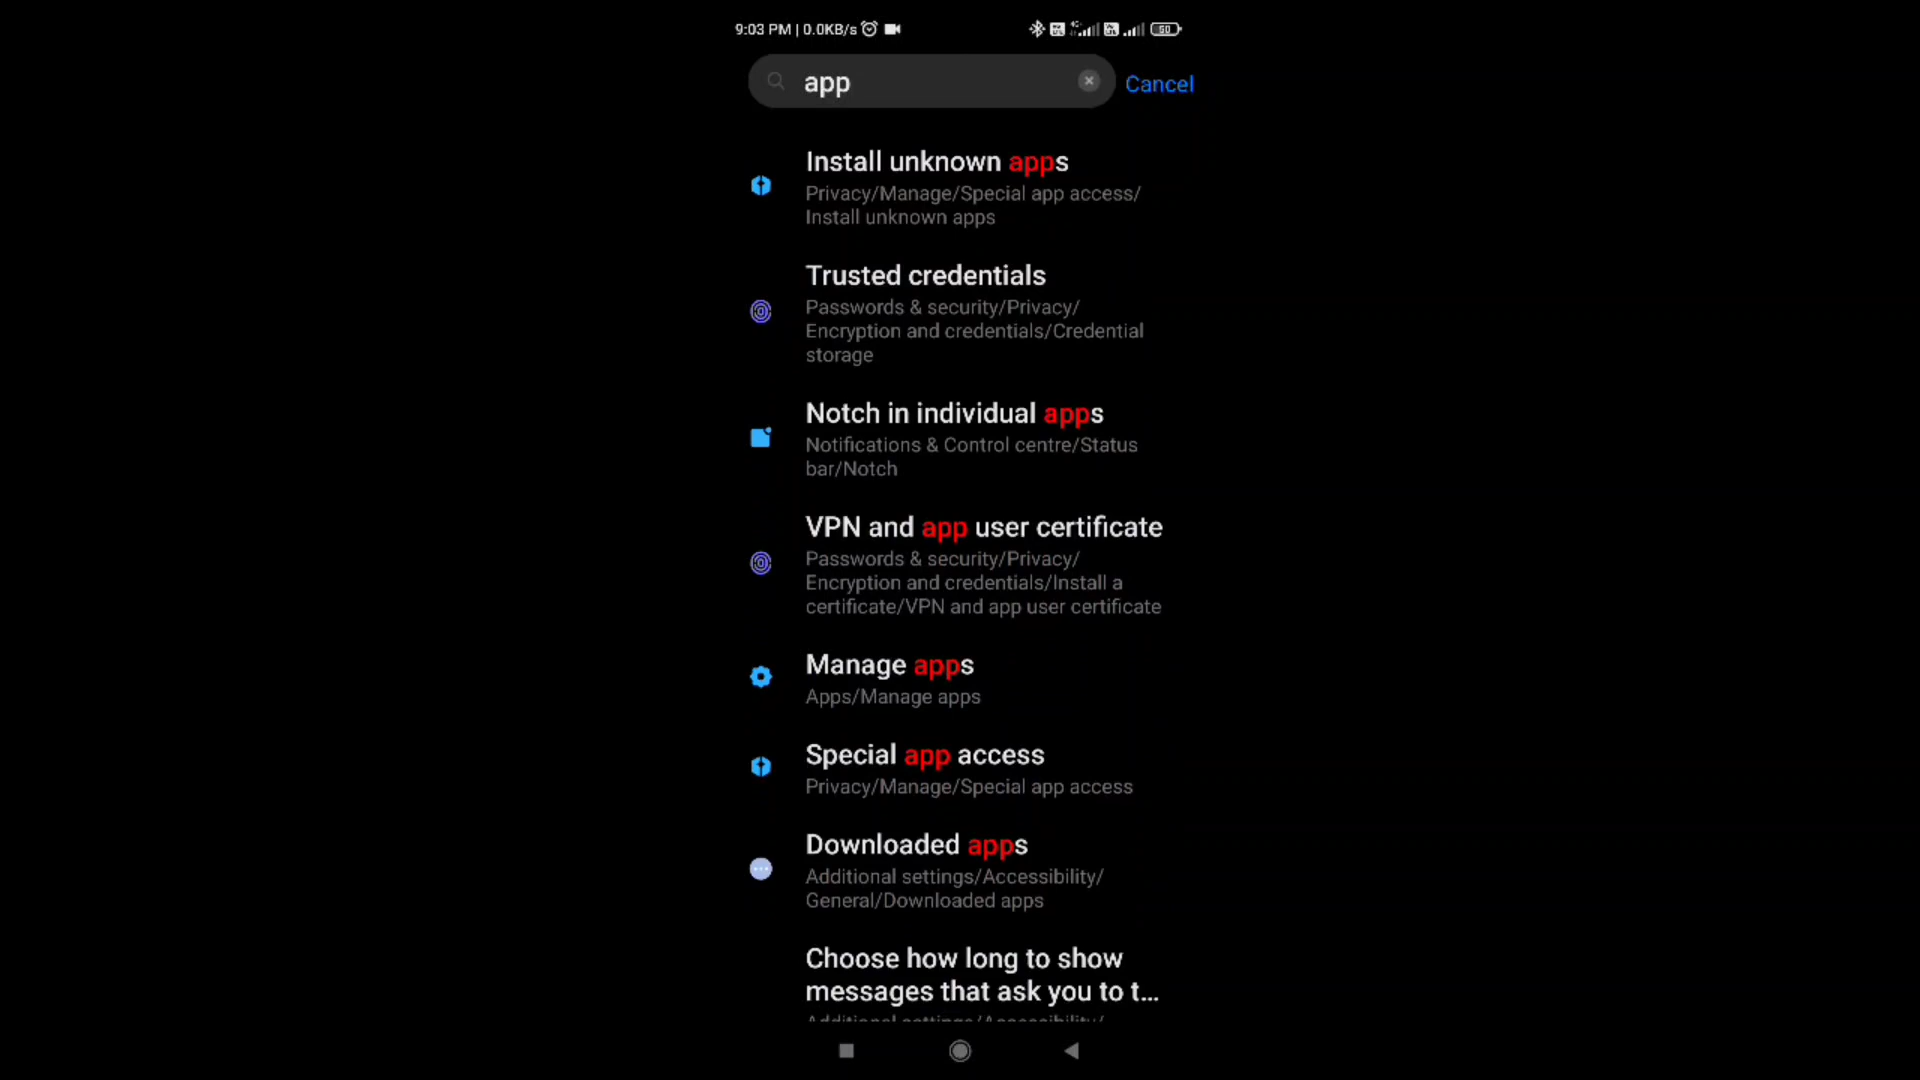 9:03 PM | 0.0KB/s
app
Cancel
Install unknown apps
Privacy/Manage/Special app access/
Install unknown apps
Trusted credentials
Passwords & security/Privacy/
Encryption and credentials/Credential
storage
Notch in individual apps
Notifications & Control centre/Status
bar/Notch
VPN and app user certificate
Passwords & security/Privacy/
Encryption and credentials/Install a
certificate/VPN and app user certificate
Manage apps
Apps/Manage apps
Special app access
Privacy/Manage/Special app access
Downloaded apps
Additional settings/Accessibility/
General/Downloaded apps
Choose how long to show
messages that ask you to t...
Additional settings/Accessibility/